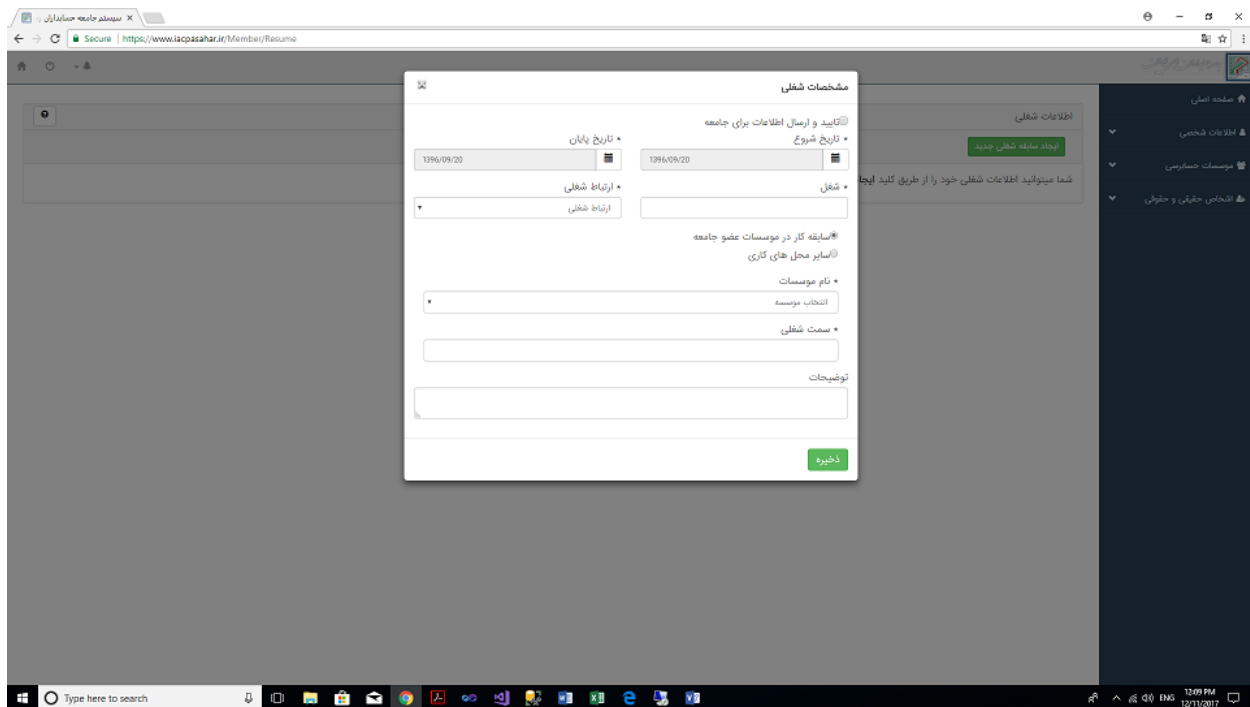 سیستم جامعه حسابداران ر
Secure | https://www.iacpasahar.ir/Member/Resume
صفحه اصلی
اطلاعات شخصی
موسسات حسابرسی
اشخاص حقیقی و حقوقی
اطلاعات شغلی
ایجاد سابقه شغلی جدید
شما میتوانید اطلاعات شغلی خود را از طریق کلید ایجا
مشخصات شغلی
تایید و ارسال اطلاعات برای جامعه
* تاریخ شروع
* تاریخ پایان
1396/09/20
1396/09/20
* شغل
* ارتباط شغلی
ارتباط شغلی
سابقه کار در موسسات عضو جامعه
سایر محل های کاری
* نام موسسات
انتخاب موسسه
* سمت شغلی
توضیحات
ذخیره
Type here to search
ENG
12:09 PM
12/11/2017